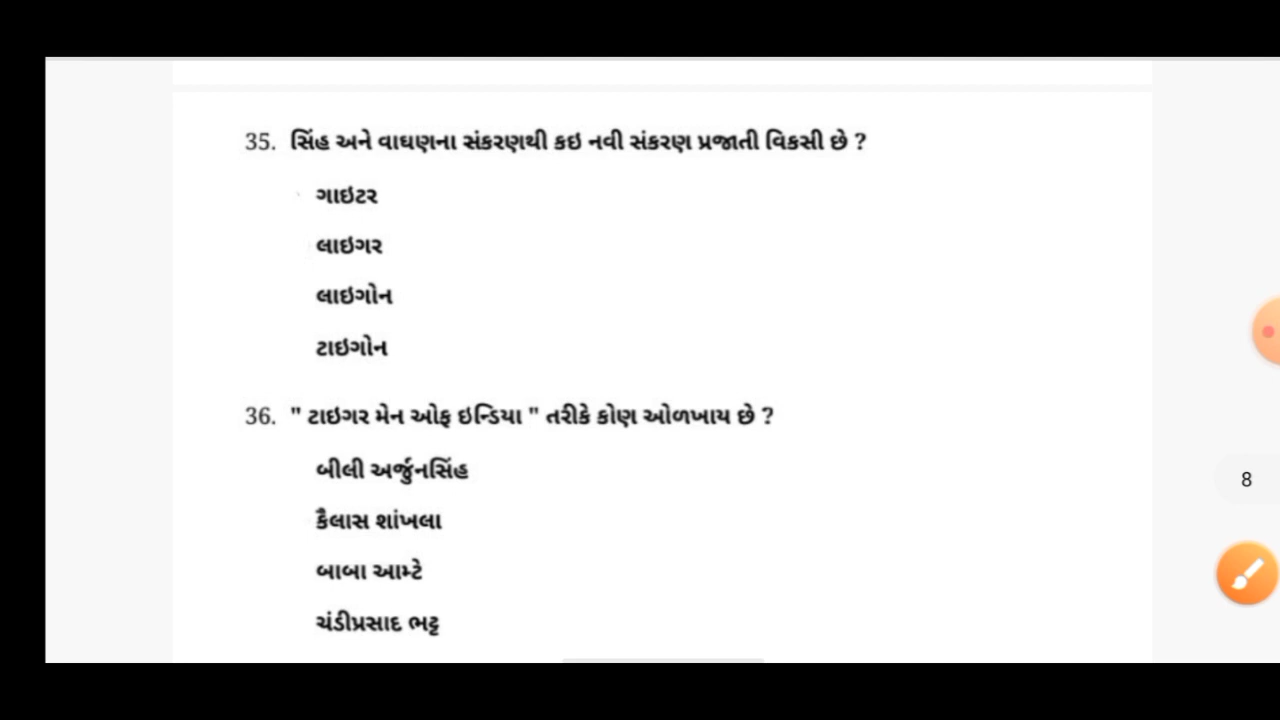 35. સિંહ અને વાઘણના સંકરણથી કઇ નવી સંકરણ પ્રજાતી વિકસી છે ?
ગાઇટર
લાઇગર
લાઇગોન
ટાઇગોન
36. " ટાઇગર મેન ઓફ ઇન્ડિયા " તરીકે કોણ ઓળખાય છે ?
બીલી અર્જુનસિંહ
કૈલાસ શાંખલા
બાબા આમ્ટે
ચંડીપ્રસાદ ભટ્ટ
8